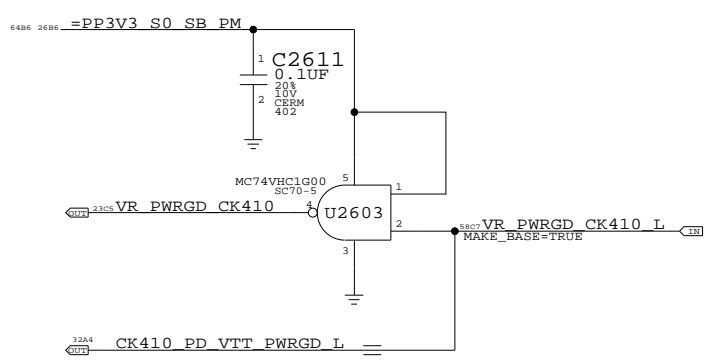 64B6 26B6 =PP3V3_S0_SB_PM
1 C2611
0.1UF
20%
10V
2 CERM
402
5
MC74VHC1G00
SC70-5
1
OUT 23C5 VR_PWRGD_CK410 4 U2603
2 58C7 VR_PWRGD_CK410_L IN
MAKE_BASE=TRUE
3
32A4
OUT CK410_PD_VTT_PWRGD_L